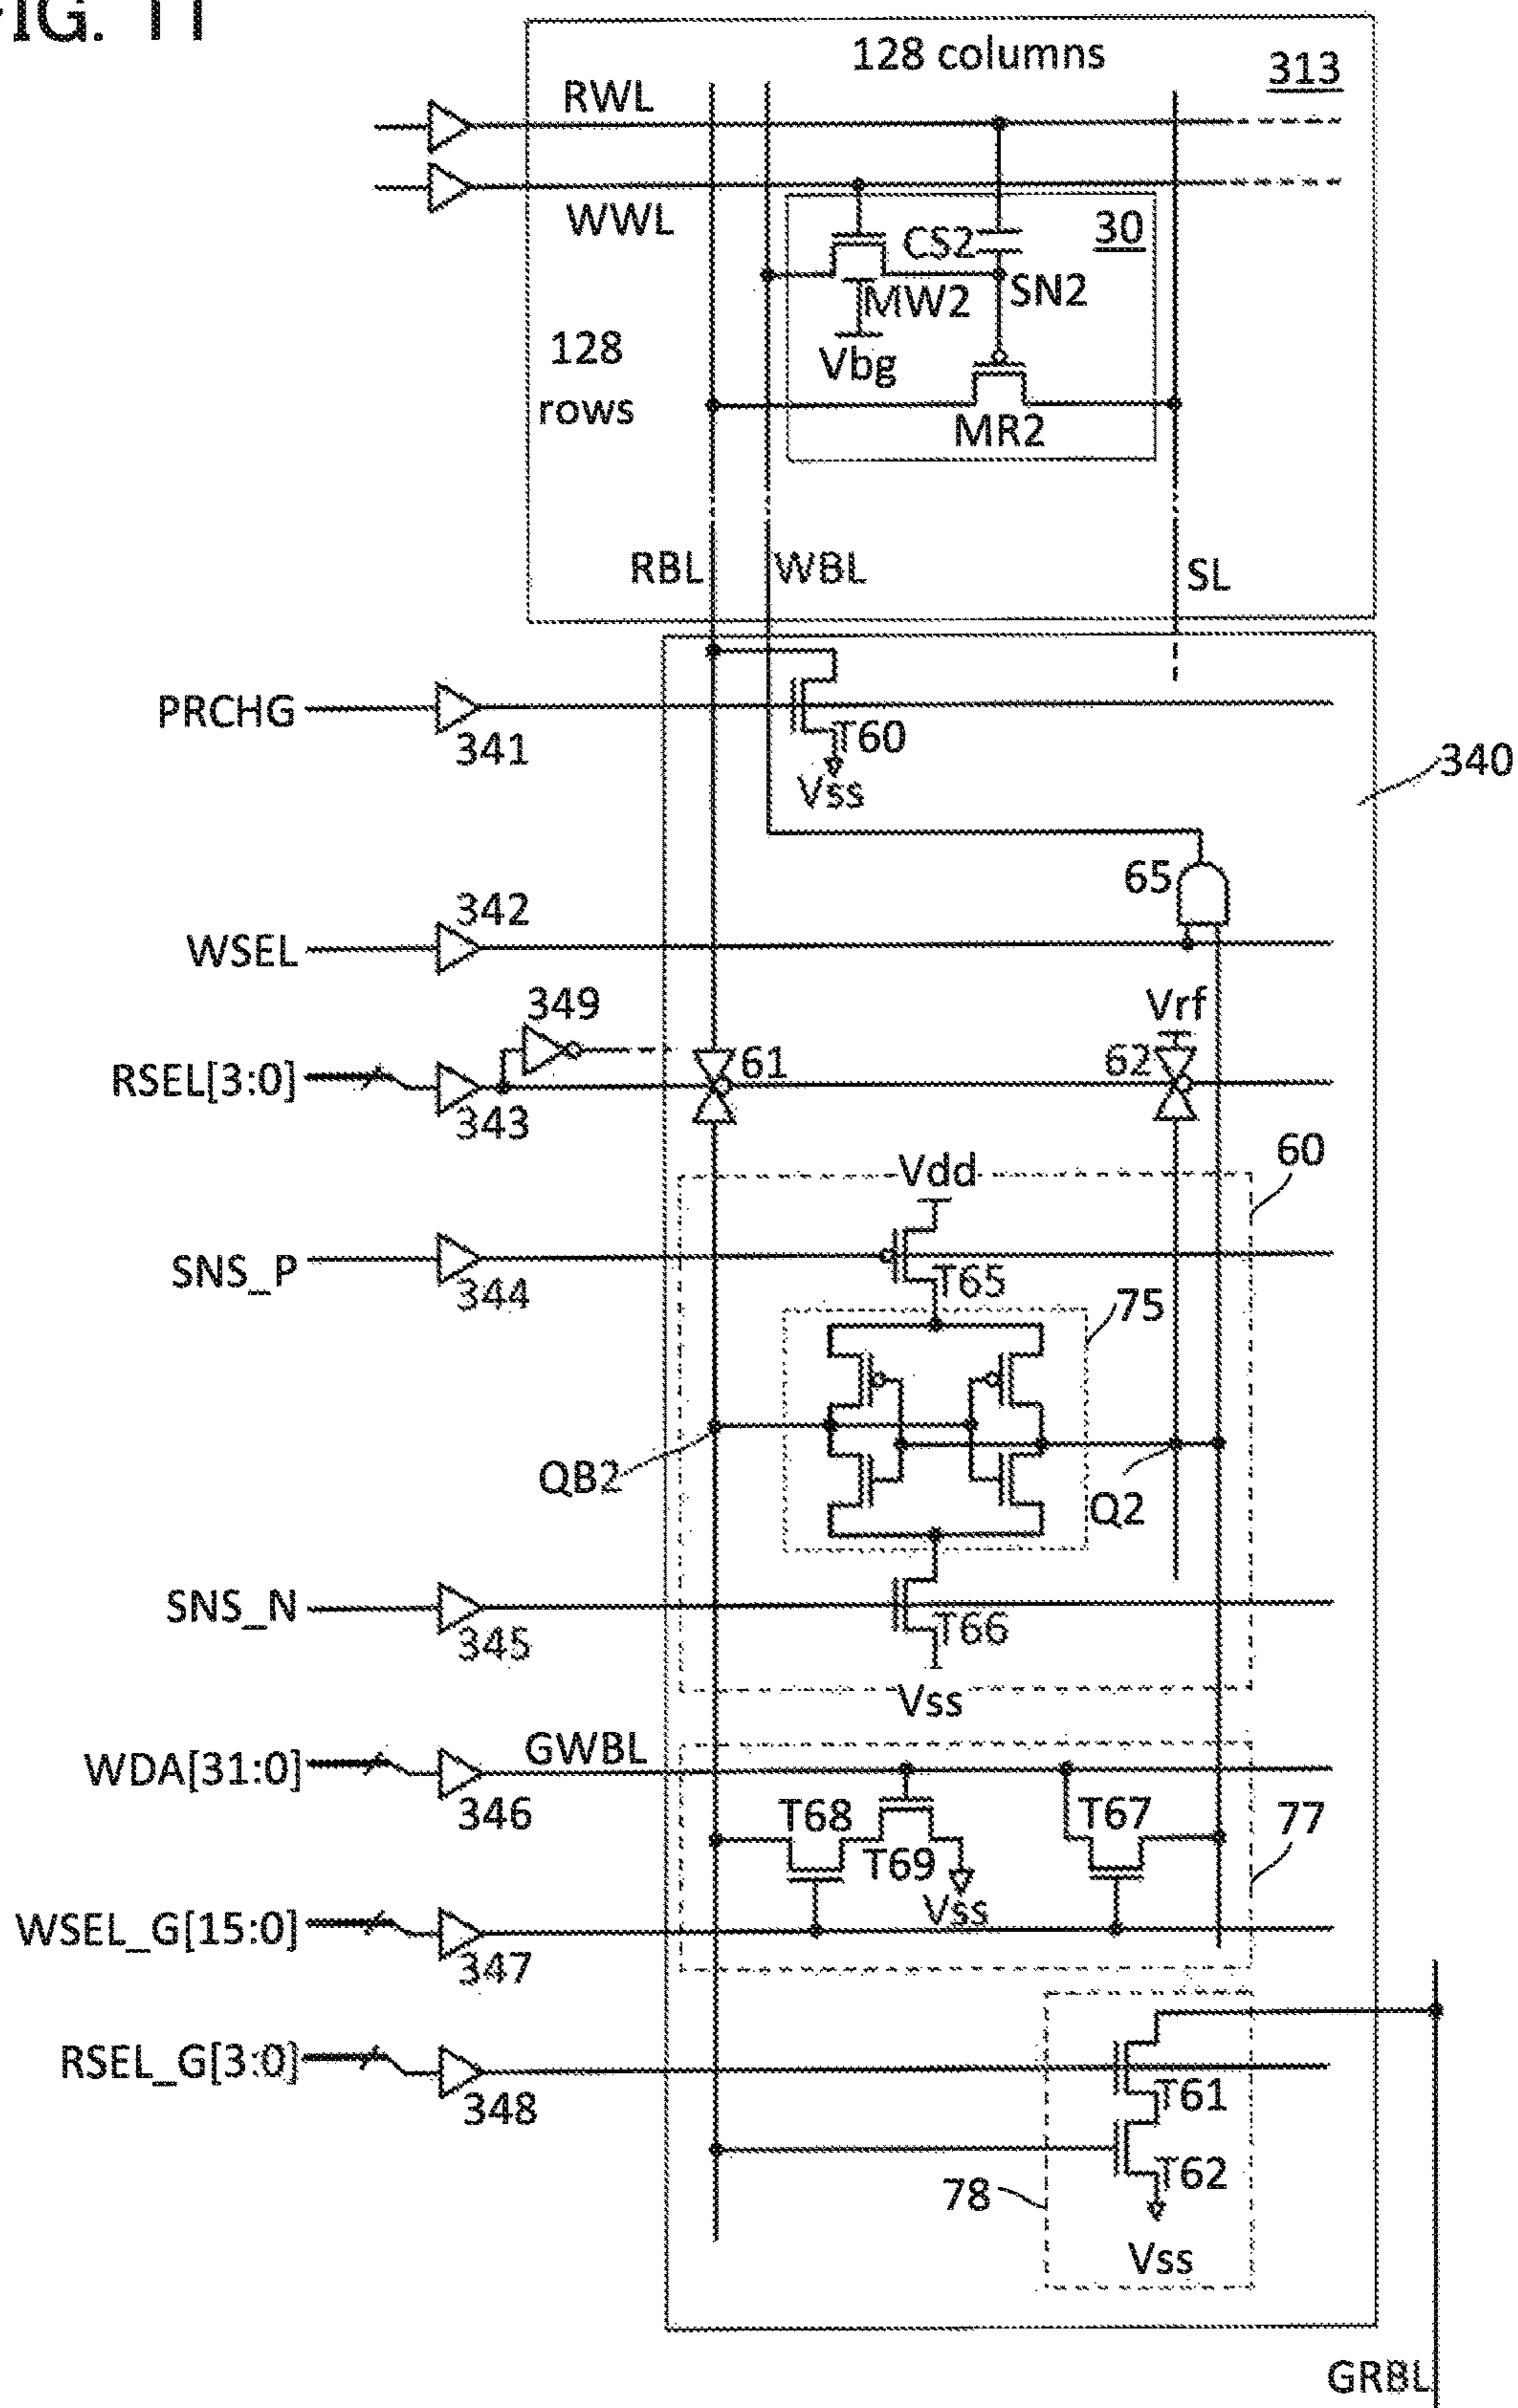 FIG. 11
128 columns
313
RWL
WWL
CS2
30
MW2
SN2
128
rows
Vbg
MR2
RBL
WBL
SL
PRCHG
341
T60
Vss
340
65
342
WSEL
349
Vrf
61
62
RSEL[3:0]
343
60
Vdd
SNS_P
344
T65
75
QB2
Q2
SNS_N
345
T66
Vss
GWBL
WDA[31:0]
346
T68
T67
77
T69
Vss
WSEL_G[15:0]
347
RSEL_G[3:0]
348
T61
T62
78
Vss
GRBL